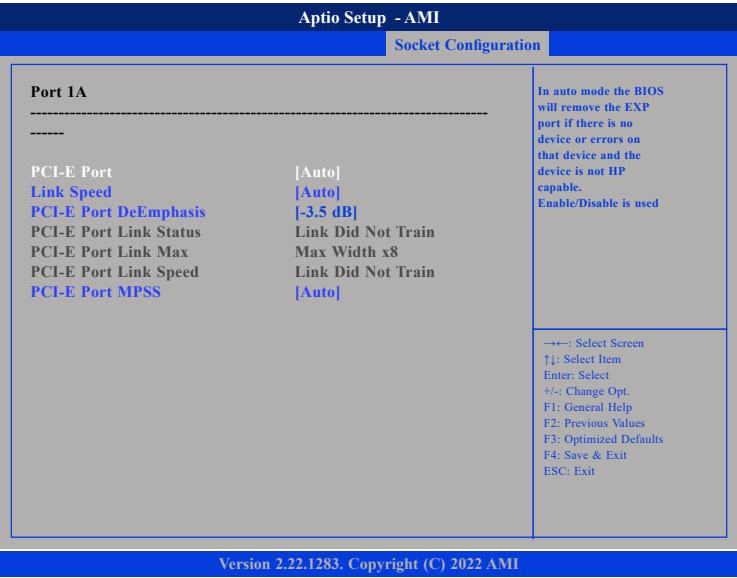 Aptio Setup - AMI
Socket Configuration
Port 1A
--------------------------------------------------------------------------------
------
PCI-E Port [Auto]
Link Speed [Auto]
PCI-E Port DeEmphasis [-3.5 dB]
PCI-E Port Link Status Link Did Not Train
PCI-E Port Link Max Max Width x8
PCI-E Port Link Speed Link Did Not Train
PCI-E Port MPSS [Auto]
In auto mode the BIOS
will remove the EXP
port if there is no
device or errors on
that device and the
device is not HP
capable.
Enable/Disable is used
→←: Select Screen
↑↓: Select Item
Enter: Select
+/-: Change Opt.
F1: General Help
F2: Previous Values
F3: Optimized Defaults
F4: Save & Exit
ESC: Exit
Version 2.22.1283. Copyright (C) 2022 AMI